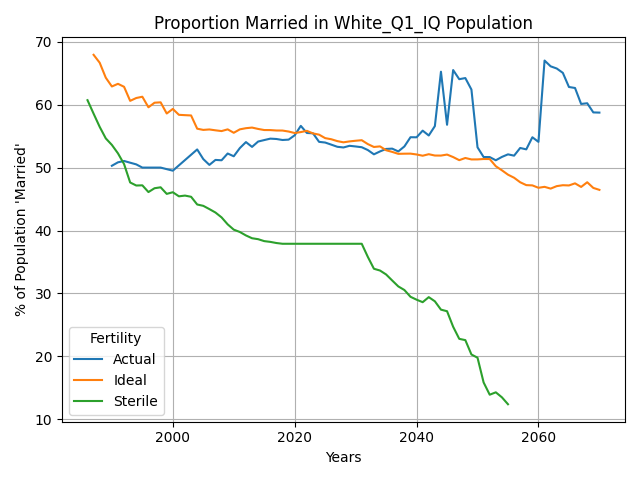 Proportion Married in White_Q1_IQ Population
% of Population 'Married'
70
60
50
40
30
20
10
Fertility
Actual
Ideal
Sterile
2000
2020
2040
2060
Years